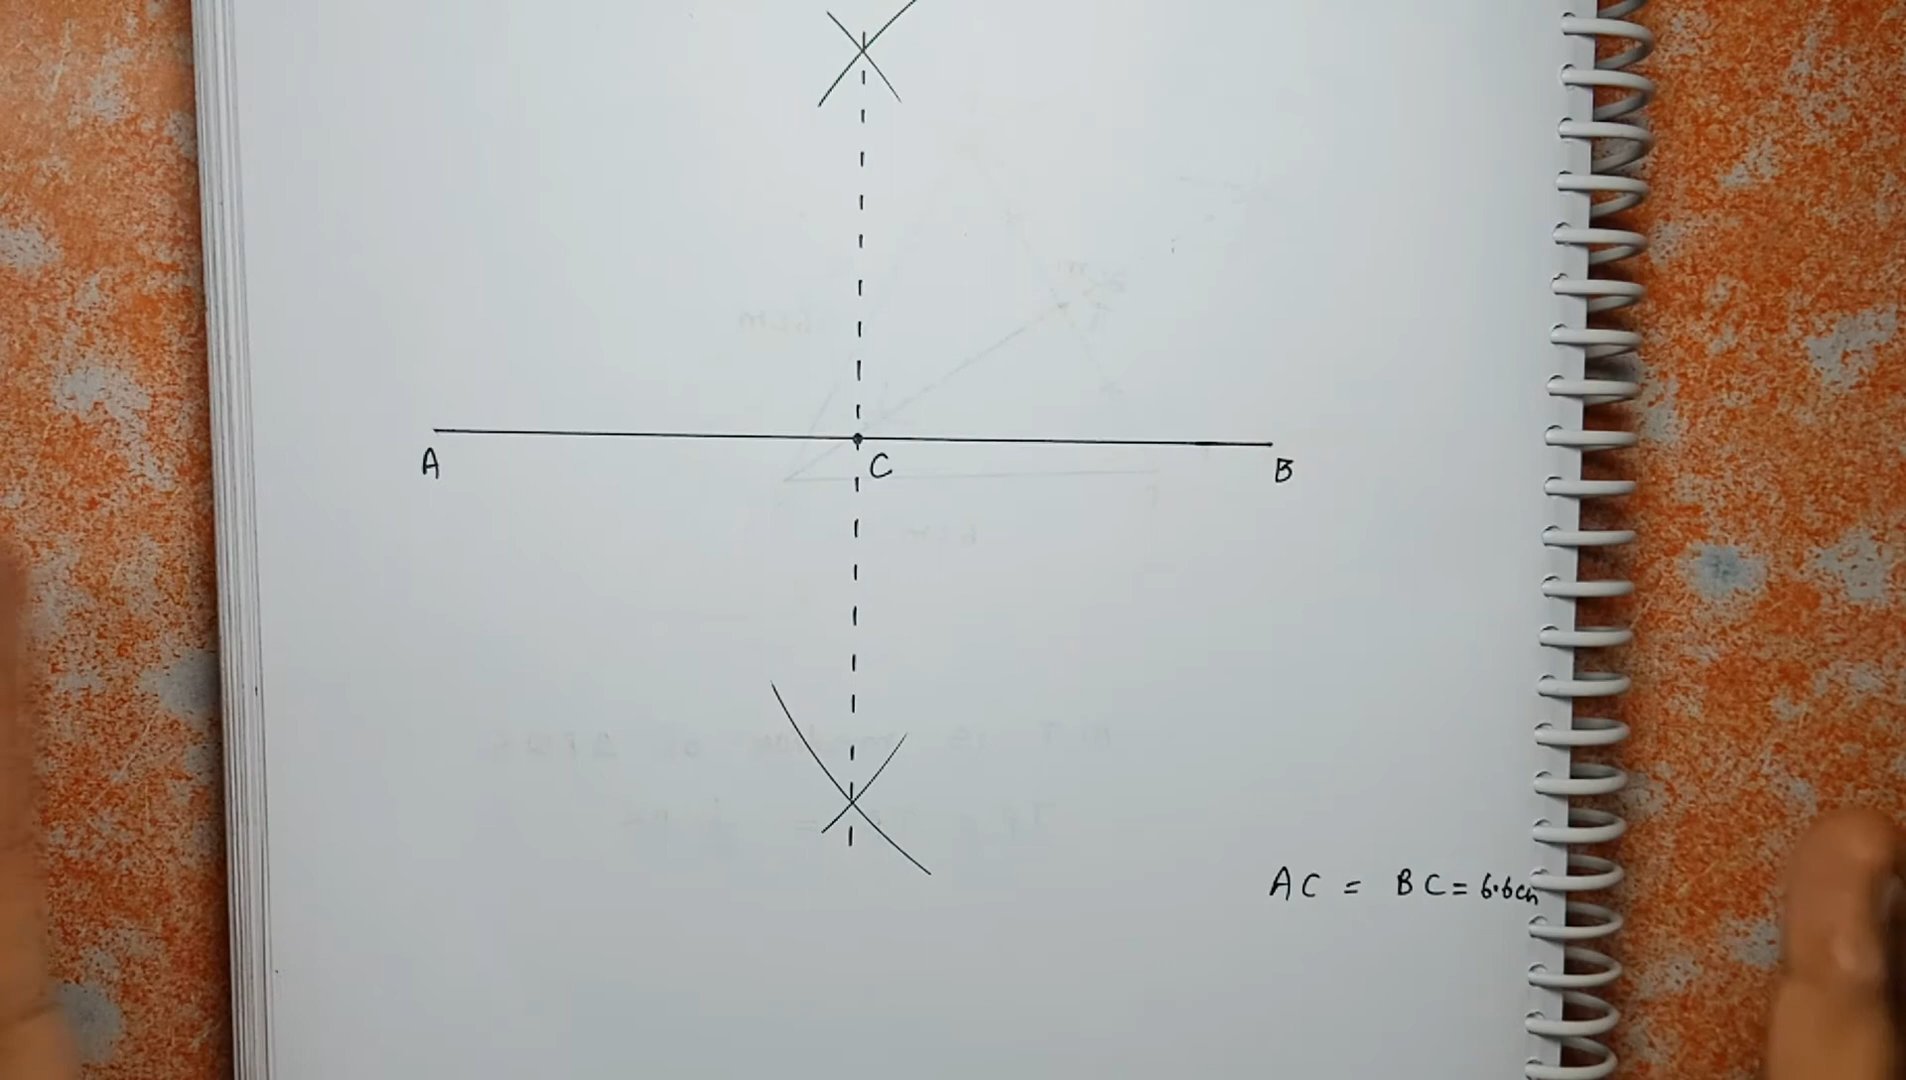 A C B
AC = BC = 6.6cm